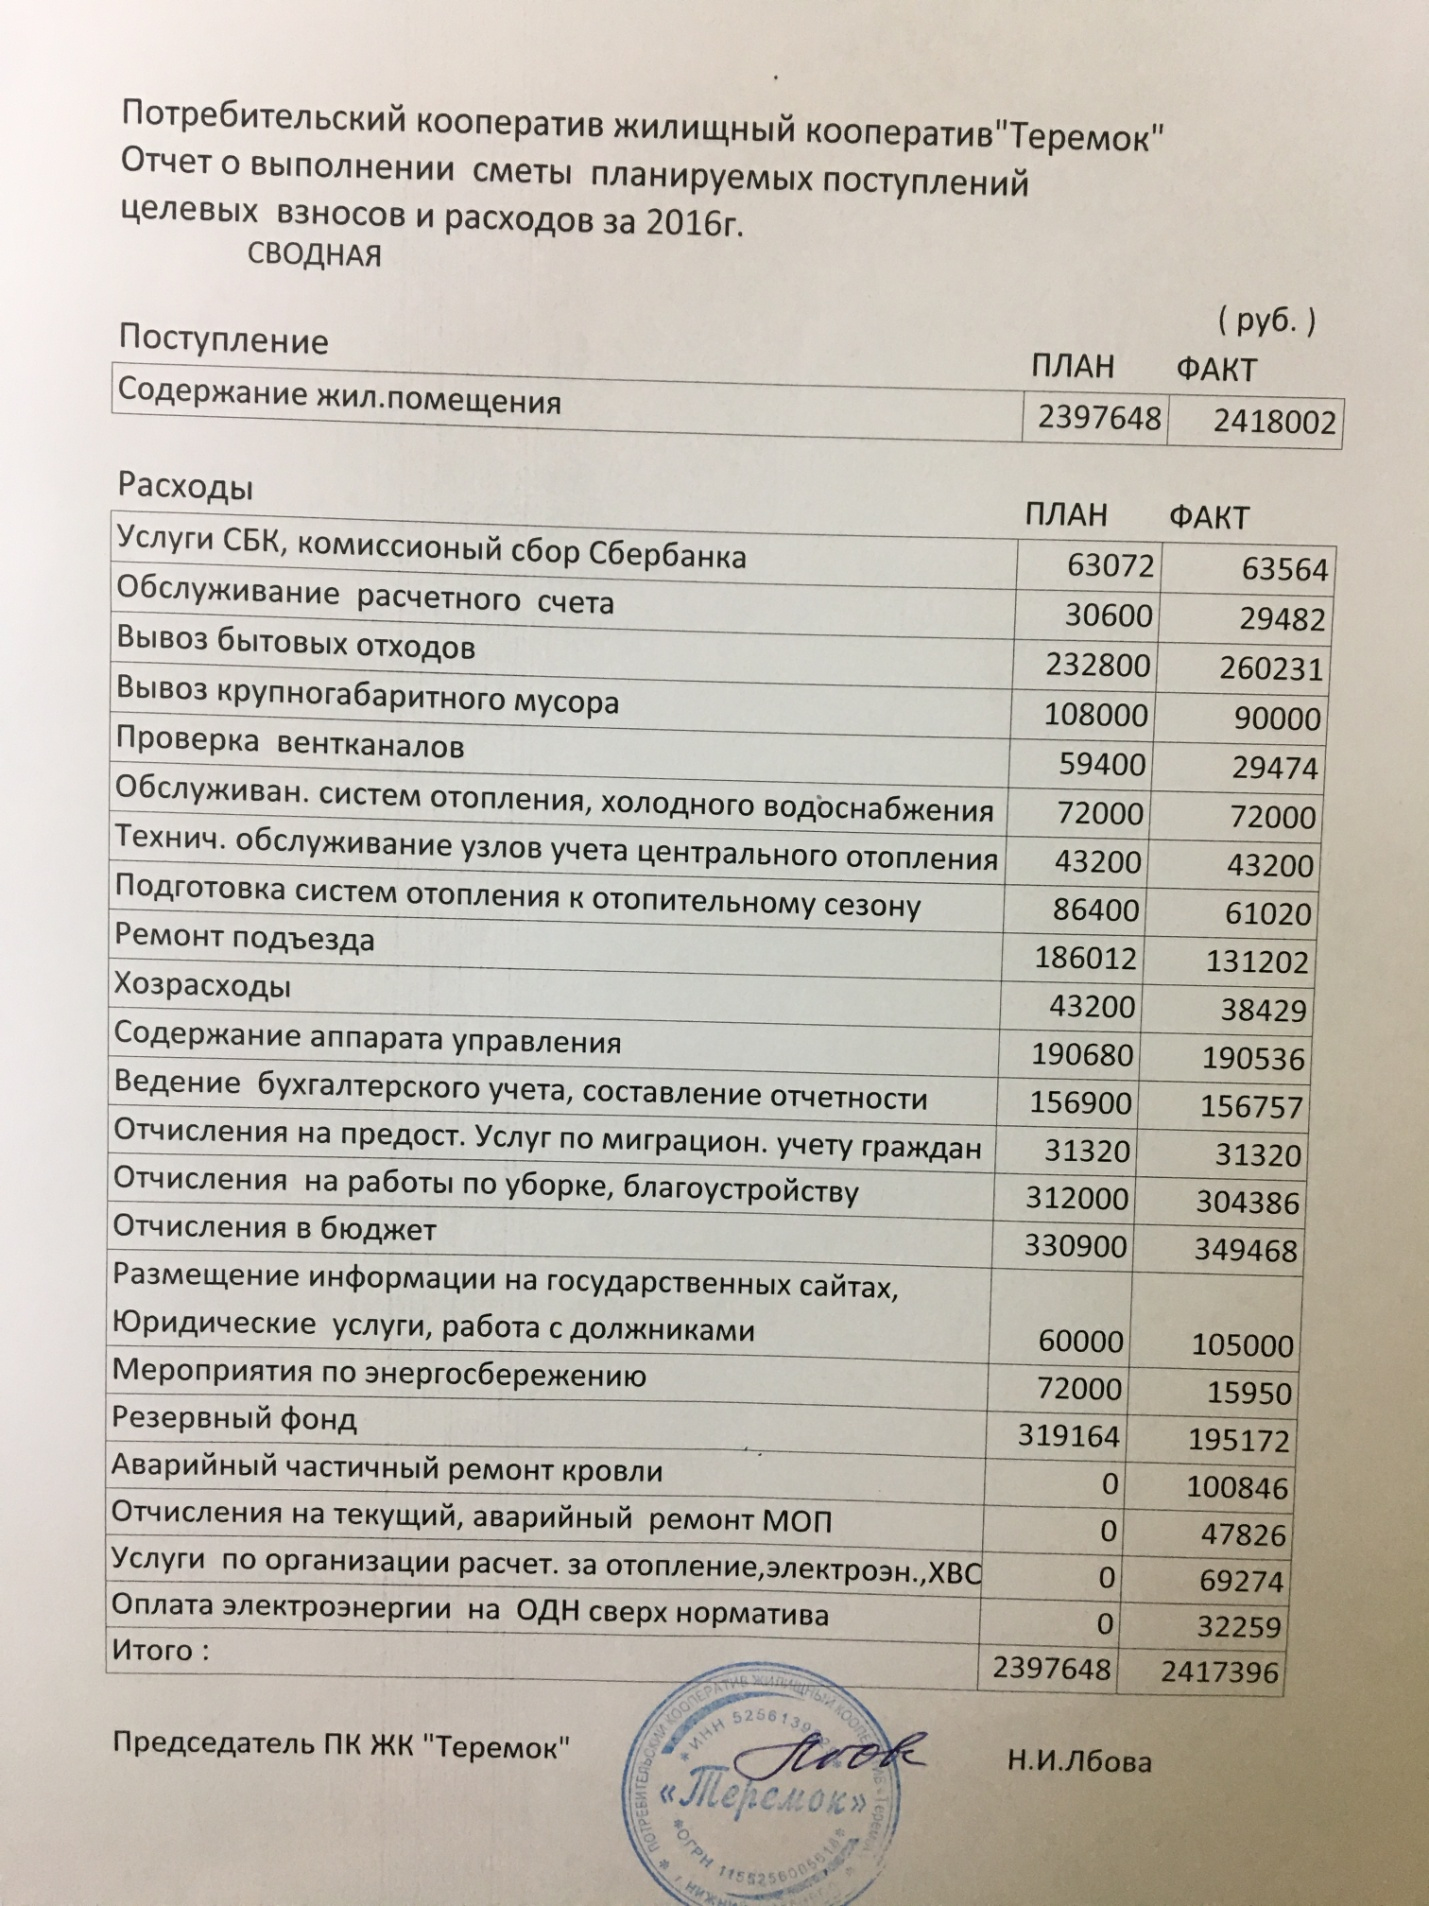 Потребительский кооператив жилищный кооператив"Теремок"
Отчет о выполнении сметы планируемых поступлений
целевых взносов и расходов за 2016г.
СВОДНАЯ
( руб. )
Поступление ПЛАН ФАКТ
Содержание жил.помещения 2397648 2418002
Расходы ПЛАН ФАКТ
Услуги СБК, комиссионый сбор Сбербанка 63072 63564
Обслуживание расчетного счета 30600 29482
Вывоз бытовых отходов 232800 260231
Вывоз крупногабаритного мусора 108000 90000
Проверка вентканалов 59400 29474
Обслуживан. систем отопления, холодного водоснабжения 72000 72000
Технич. обслуживание узлов учета центрального отопления 43200 43200
Подготовка систем отопления к отопительному сезону 86400 61020
Ремонт подъезда 186012 131202
Хозрасходы 43200 38429
Содержание аппарата управления 190680 190536
Ведение бухгалтерского учета, составление отчетности 156900 156757
Отчисления на предост. Услуг по миграцион. учету граждан 31320 31320
Отчисления на работы по уборке, благоустройству 312000 304386
Отчисления в бюджет 330900 349468
Размещение информации на государственных сайтах,
Юридические услуги, работа с должниками 60000 105000
Мероприятия по энергосбережению 72000 15950
Резервный фонд 319164 195172
Аварийный частичный ремонт кровли 0 100846
Отчисления на текущий, аварийный ремонт МОП 0 47826
Услуги по организации расчет. за отопление,электроэн.,ХВС 0 69274
Оплата электроэнергии на ОДН сверх норматива 0 32259
Итого : 2397648 2417396
Председатель ПК ЖК "Теремок" Н.И.Лбова
ПОТРЕБИТЕЛЬСКИЙ КООПЕРАТИВ ЖИЛИЩНЫЙ КООПЕРАТИВ «Теремок»
ИНН
«Теремок»
ОГРН